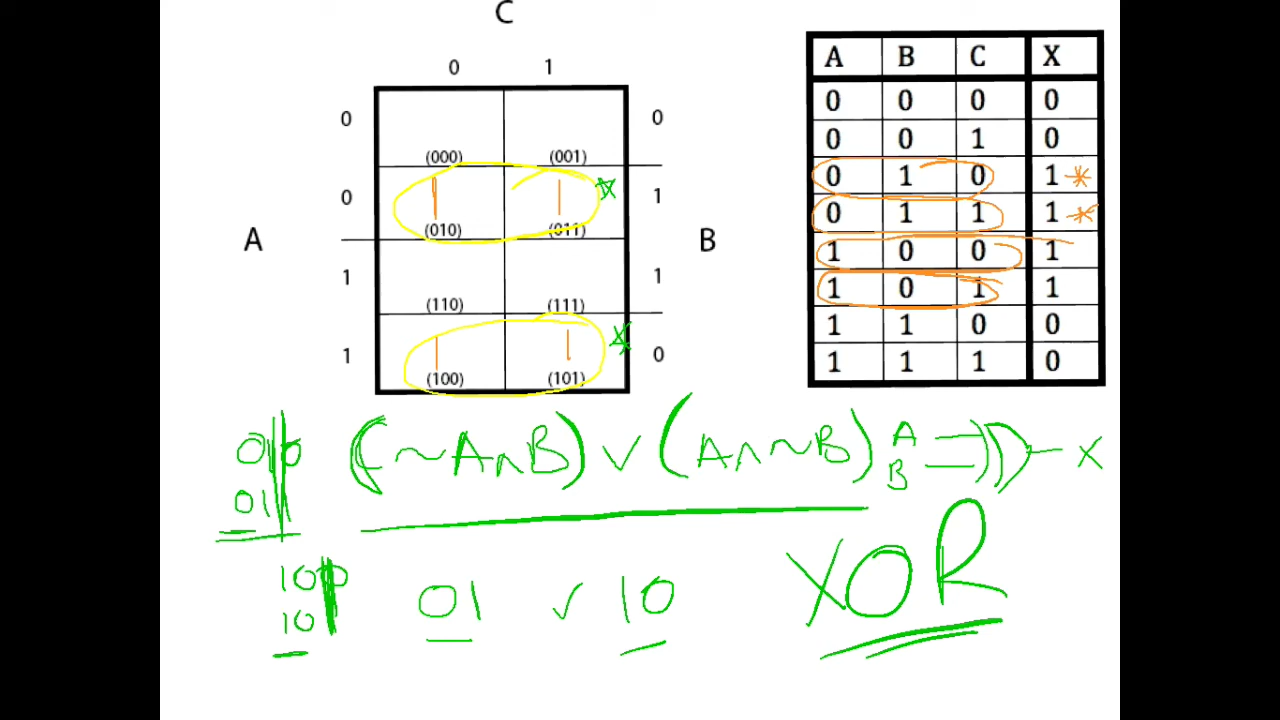 C
0 1
0 0
(000) (001)
0 1
(010) (011)
A B
1 1
(110) (111)
1 0
(100) (101)
A B C X
0 0 0 0
0 0 1 0
0 1 0 1 *
0 1 1 1 *
1 0 0 1
1 0 1 1
1 1 0 0
1 1 1 0
(~A∧B) ∨ (A∧~B) A B X
010
011
100
10
01 ∨ 10
XOR